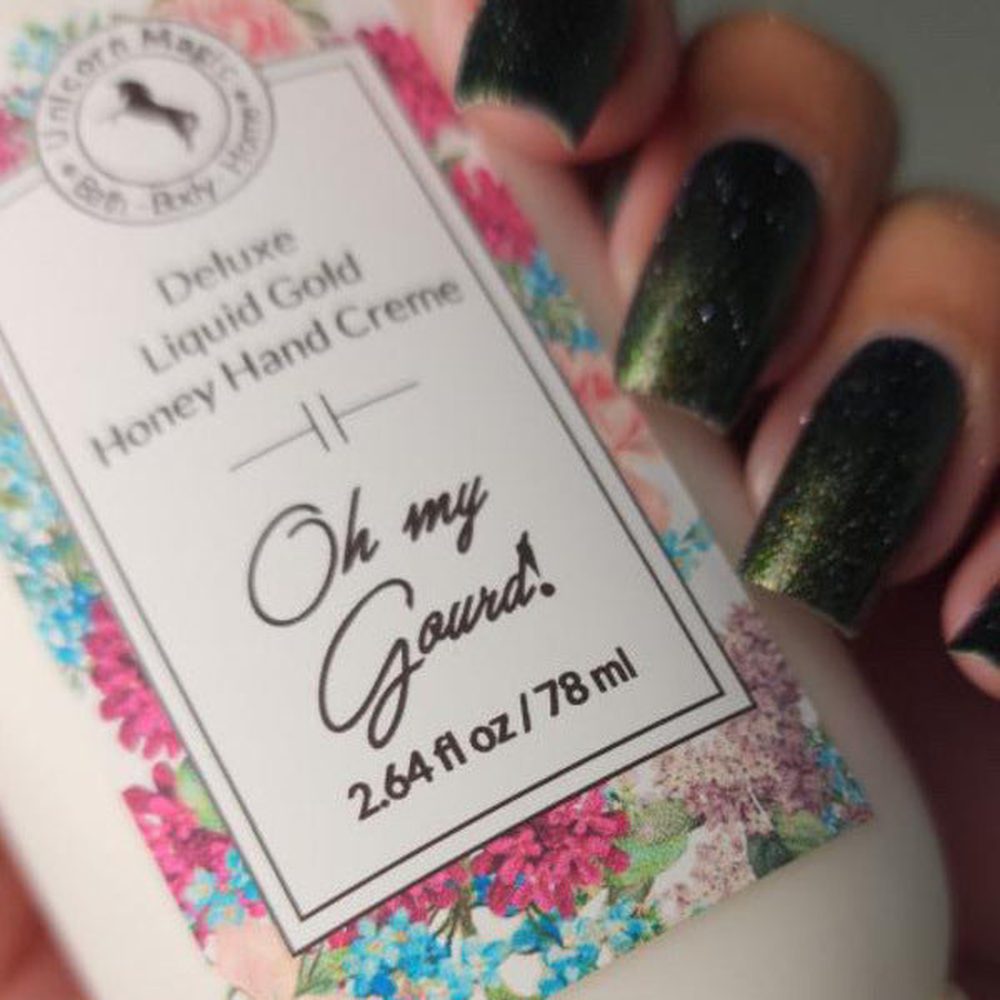 Unicorn Magic
Bath · Body · Home
Deluxe
Liquid Gold
Honey Hand Creme
Oh my
Gourd!
2.64 fl oz / 78 ml